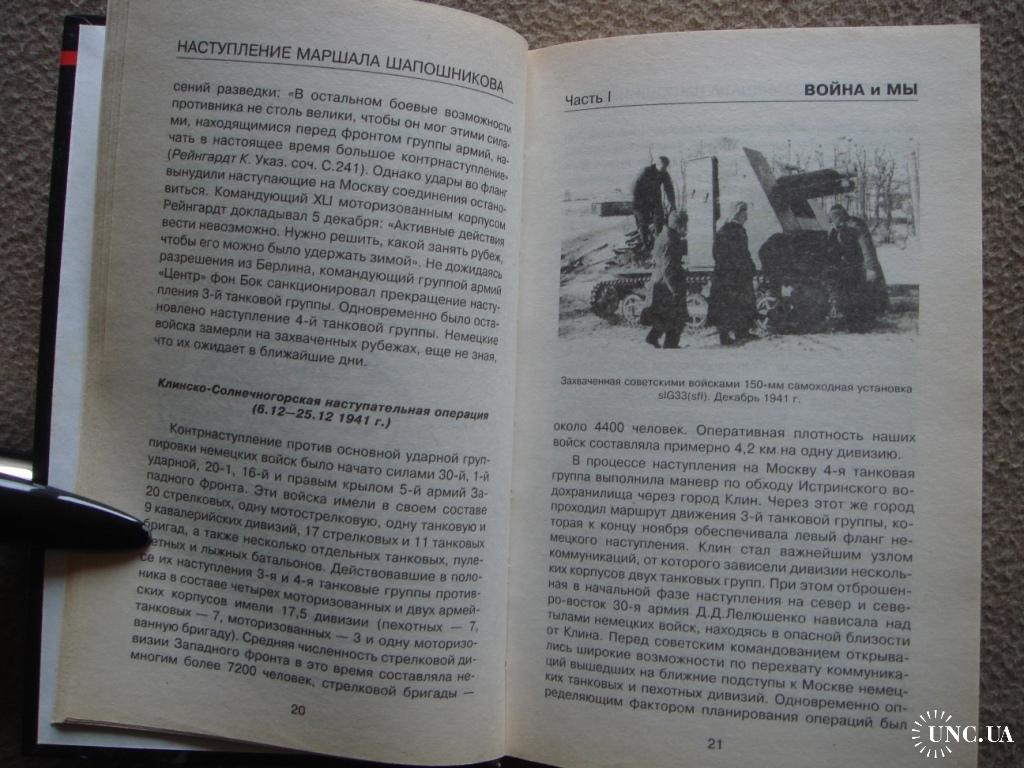 НАСТУПЛЕНИЕ МАРШАЛА ШАПОШНИКОВА
сений разведки: «В остальном боевые возможности
противника не столь велики, чтобы он мог этими сила-
ми, находящимися перед фронтом группы армий, на-
чать в настоящее время большое контрнаступление»
(Рейнгардт К. Указ. соч. С.241). Однако удары во фланг
вынудили наступающие на Москву соединения остано-
виться. Командующий XLI моторизованным корпусом
Рейнгардт докладывал 5 декабря: «Активные действия
вести невозможно. Нужно решить, какой занять рубеж,
чтобы его можно было удержать зимой». Не дожидаясь
разрешения из Берлина, командующий группой армий
«Центр» фон Бок санкционировал прекращение насту-
пления 3-й танковой группы. Одновременно было оста-
новлено наступление 4-й танковой группы. Немецкие
войска замерли на захваченных рубежах, еще не зная,
что их ожидает в ближайшие дни.
Клинско-Солнечногорская наступательная операция
(6.12—25.12 1941 г.)
Контрнаступление против основной ударной груп-
пировки немецких войск было начато силами 30-й, 1-й
ударной, 20-1, 16-й и правым крылом 5-й армий За-
падного фронта. Эти войска имели в своем составе
20 стрелковых, одну мотострелковую, одну танковую и
9 кавалерийских дивизий, 17 стрелковых и 11 танковых
бригад, а также несколько отдельных танковых, пуле-
метных и лыжных батальонов. Действовавшие в поло-
се их наступления 3-я и 4-я танковые группы против-
ника в составе четырех моторизованных и двух армей-
ских корпусов имели 17,5 дивизии (пехотных — 7,
танковых — 7, моторизованных — 3 и одну моторизо-
ванную бригаду). Средняя численность стрелковой ди-
визии Западного фронта в это время составляла не-
многим более 7200 человек, стрелковой бригады —
20
Часть I ВОЙНА и МЫ
Захваченная советскими войсками 150-мм самоходная установка
sIG33(sfl). Декабрь 1941 г.
около 4400 человек. Оперативная плотность наших
войск составляла примерно 4,2 км на одну дивизию.
В процессе наступления на Москву 4-я танковая
группа выполнила маневр по обходу Истринского во-
дохранилища через город Клин. Через этот же город
проходил маршрут движения 3-й танковой группы, ко-
торая к концу ноября обеспечивала левый фланг не-
мецкого наступления. Клин стал важнейшим узлом
коммуникаций, от которого зависели дивизии несколь-
ких корпусов двух танковых групп. При этом отброшен-
ная в начальной фазе наступления на север и севе-
ро-восток 30-я армия Д.Д.Лелюшенко нависала над
тылами немецких войск, находясь в опасной близости
от Клина. Перед советским командованием открыва-
лись широкие возможности по перехвату коммуника-
ций вышедших на ближние подступы к Москве немец-
ких танковых и пехотных дивизий. Одновременно оп-
ределяющим фактором планирования операций был
21
UNC.UA